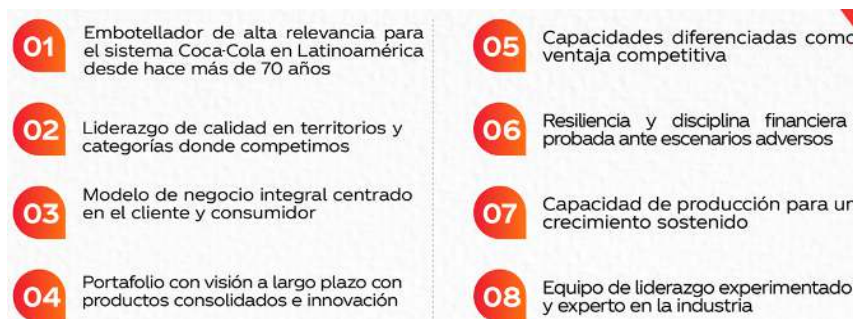 01
Embotellador de alta relevancia para
el sistema Coca-Cola en Latinoamérica
desde hace más de 70 años
02
Liderazgo de calidad en territorios y
categorías donde competimos
03
Modelo de negocio integral centrado
en el cliente y consumidor
04
Portafolio con visión a largo plazo con
productos consolidados e innovación
05
Capacidades diferenciadas como
ventaja competitiva
06
Resiliencia y disciplina financiera
probada ante escenarios adversos
07
Capacidad de producción para un
crecimiento sostenido
08
Equipo de liderazgo experimentado
y experto en la industria